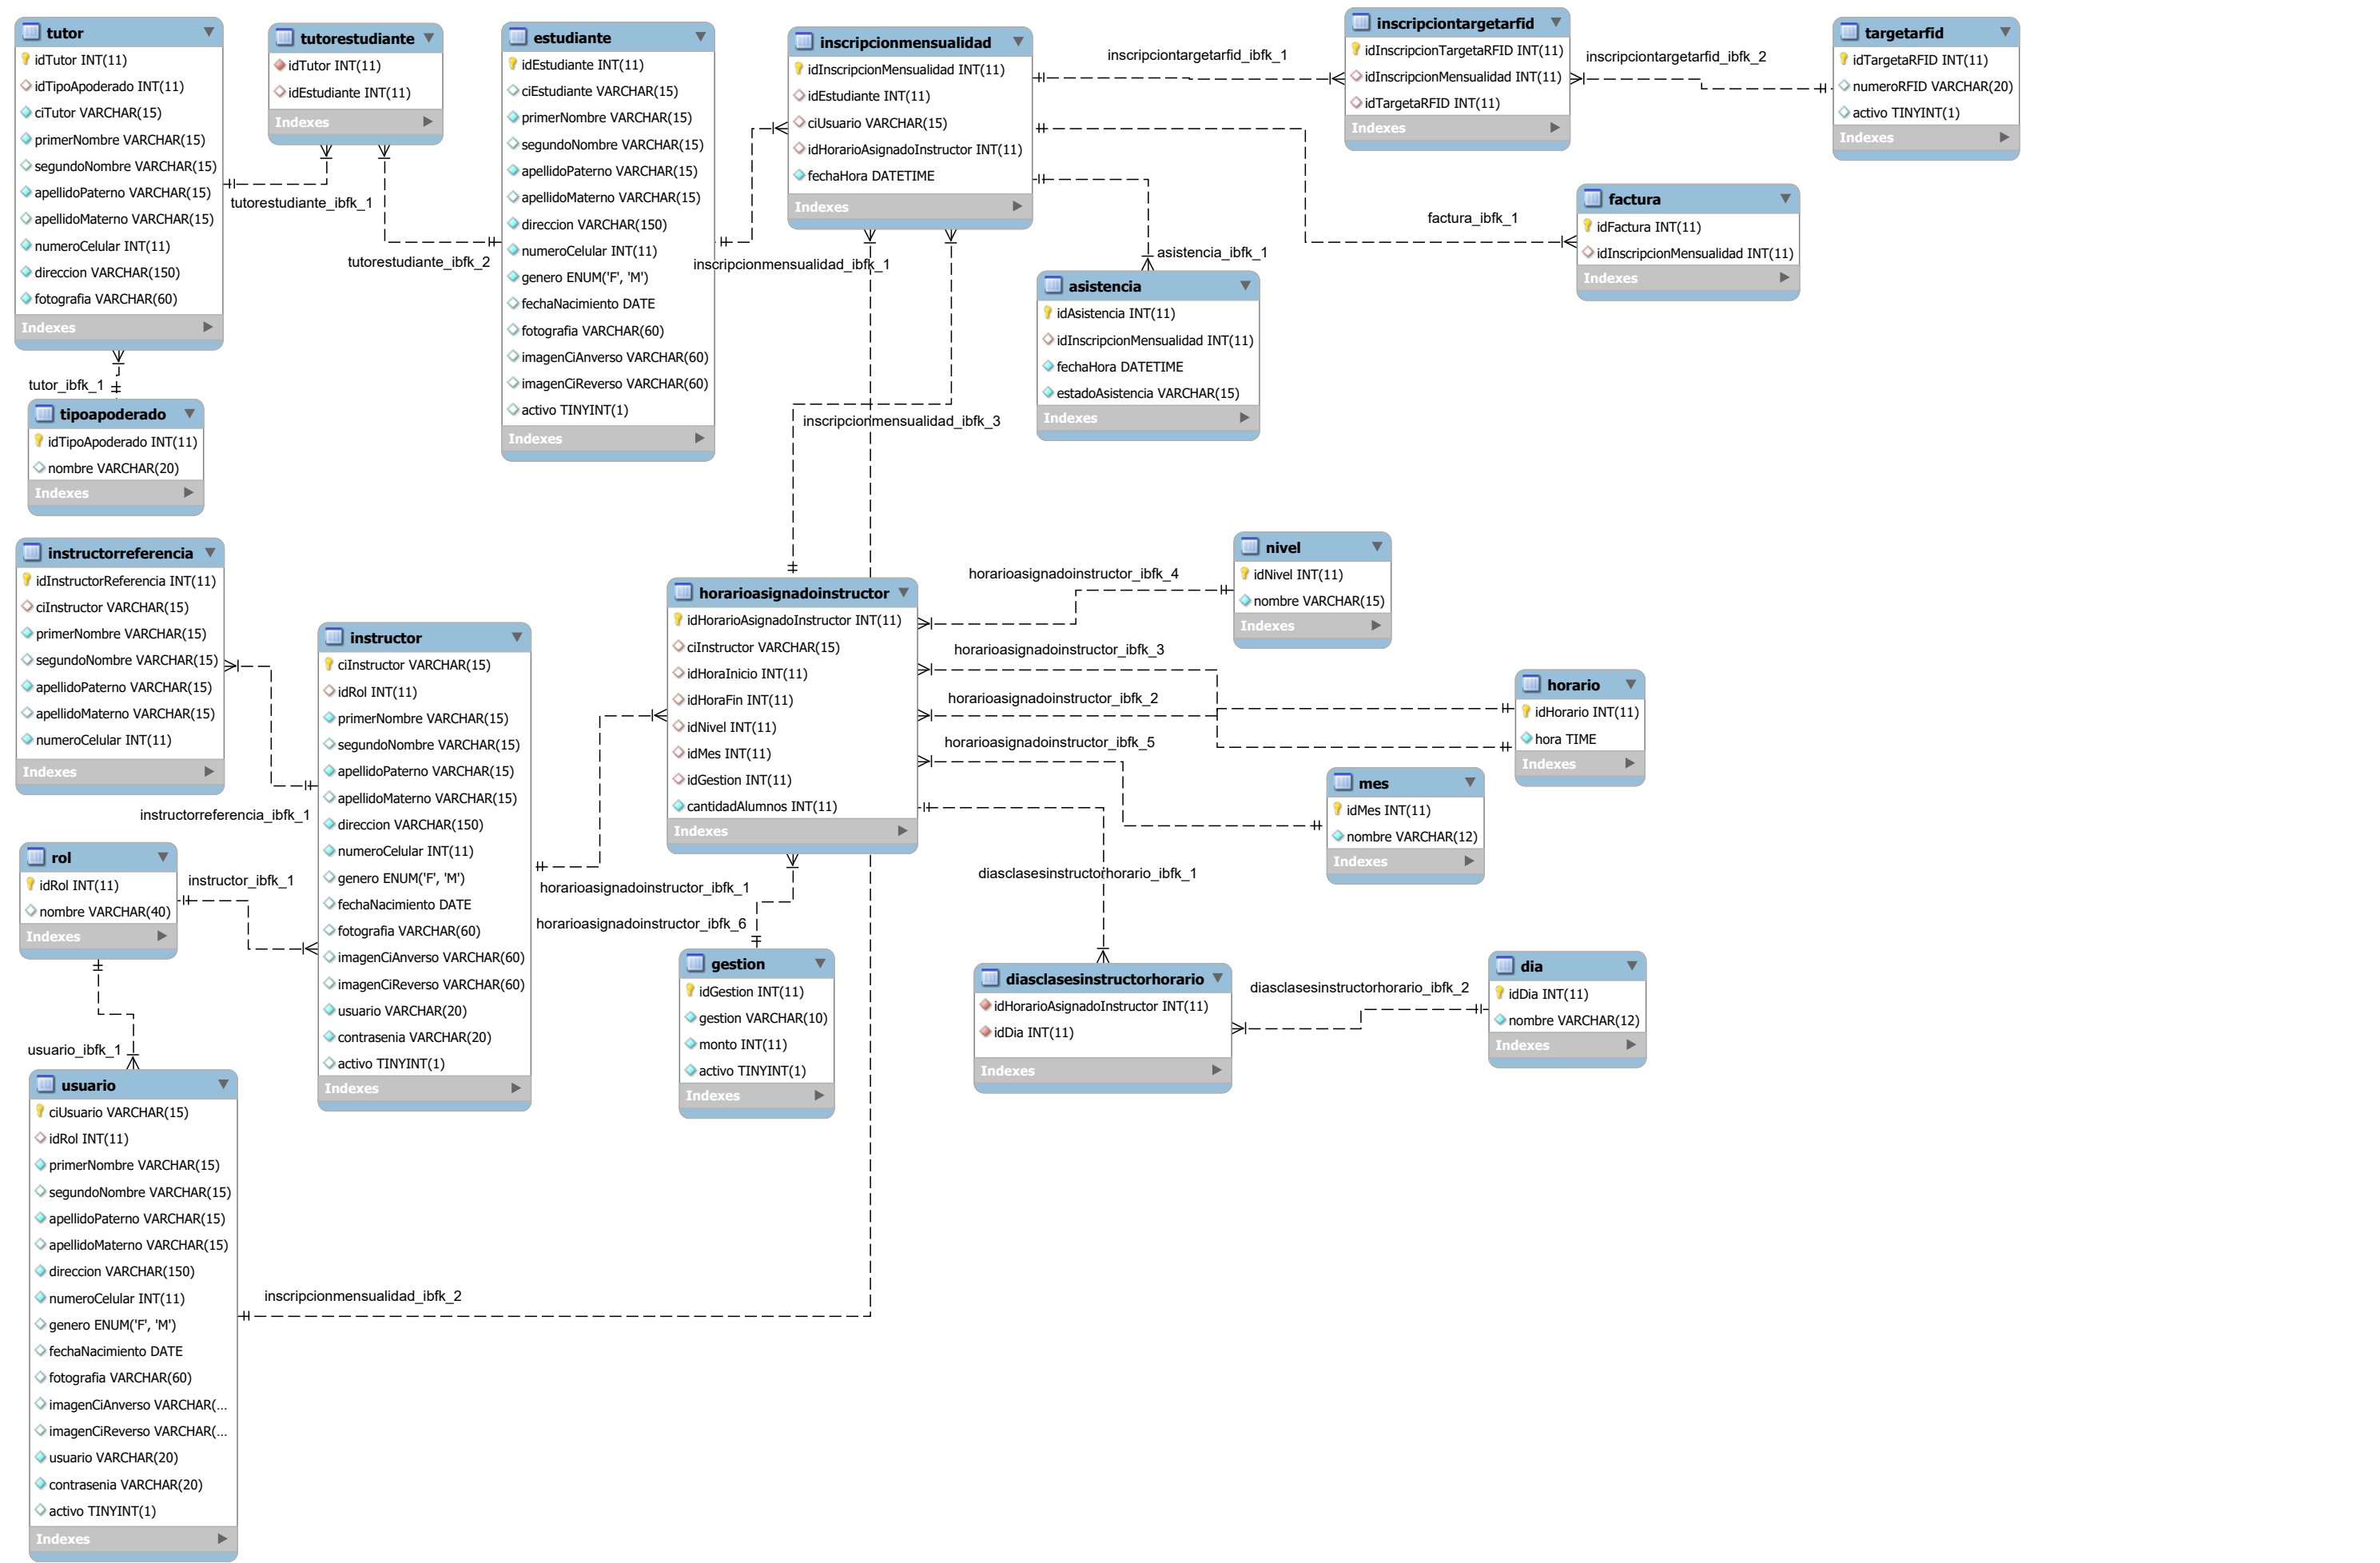 tutor
idTutor INT(11)
idTipoApoderado INT(11)
ciTutor VARCHAR(15)
primerNombre VARCHAR(15)
segundoNombre VARCHAR(15)
apellidoPaterno VARCHAR(15)
apellidoMaterno VARCHAR(15)
numeroCelular INT(11)
direccion VARCHAR(150)
fotografia VARCHAR(60)
Indexes
tutorestudiante
idTutor INT(11)
idEstudiante INT(11)
Indexes
tutorestudiante_ibfk_1
tutorestudiante_ibfk_2
estudiante
idEstudiante INT(11)
ciEstudiante VARCHAR(15)
primerNombre VARCHAR(15)
segundoNombre VARCHAR(15)
apellidoPaterno VARCHAR(15)
apellidoMaterno VARCHAR(15)
direccion VARCHAR(150)
numeroCelular INT(11)
genero ENUM('F', 'M')
fechaNacimiento DATE
fotografia VARCHAR(60)
imagenCiAnverso VARCHAR(60)
imagenCiReverso VARCHAR(60)
activo TINYINT(1)
Indexes
inscripcionmensualidad
idInscripcionMensualidad INT(11)
idEstudiante INT(11)
ciUsuario VARCHAR(15)
idHorarioAsignadoInstructor INT(11)
fechaHora DATETIME
Indexes
inscripcionmensualidad_ibfk_1
inscripciontargetarfid_ibfk_1
inscripciontargetarfid
idInscripcionTargetaRFID INT(11)
idInscripcionMensualidad INT(11)
idTargetaRFID INT(11)
Indexes
inscripciontargetarfid_ibfk_2
targetarfid
idTargetaRFID INT(11)
numeroRFID VARCHAR(20)
activo TINYINT(1)
Indexes
factura_ibfk_1
factura
idFactura INT(11)
idInscripcionMensualidad INT(11)
Indexes
asistencia_ibfk_1
asistencia
idAsistencia INT(11)
idInscripcionMensualidad INT(11)
fechaHora DATETIME
estadoAsistencia VARCHAR(15)
Indexes
tutor_ibfk_1
tipoapoderado
idTipoApoderado INT(11)
nombre VARCHAR(20)
Indexes
inscripcionmensualidad_ibfk_3
instructorreferencia
idInstructorReferencia INT(11)
ciInstructor VARCHAR(15)
primerNombre VARCHAR(15)
segundoNombre VARCHAR(15)
apellidoPaterno VARCHAR(15)
apellidoMaterno VARCHAR(15)
numeroCelular INT(11)
Indexes
instructorreferencia_ibfk_1
instructor
ciInstructor VARCHAR(15)
idRol INT(11)
primerNombre VARCHAR(15)
segundoNombre VARCHAR(15)
apellidoPaterno VARCHAR(15)
apellidoMaterno VARCHAR(15)
direccion VARCHAR(150)
numeroCelular INT(11)
genero ENUM('F', 'M')
fechaNacimiento DATE
fotografia VARCHAR(60)
imagenCiAnverso VARCHAR(60)
imagenCiReverso VARCHAR(60)
usuario VARCHAR(20)
contrasenia VARCHAR(20)
activo TINYINT(1)
Indexes
horarioasignadoinstructor
idHorarioAsignadoInstructor INT(11)
ciInstructor VARCHAR(15)
idHoraInicio INT(11)
idHoraFin INT(11)
idNivel INT(11)
idMes INT(11)
idGestion INT(11)
cantidadAlumnos INT(11)
Indexes
horarioasignadoinstructor_ibfk_4
horarioasignadoinstructor_ibfk_3
horarioasignadoinstructor_ibfk_2
horarioasignadoinstructor_ibfk_5
nivel
idNivel INT(11)
nombre VARCHAR(15)
Indexes
horario
idHorario INT(11)
hora TIME
Indexes
mes
idMes INT(11)
nombre VARCHAR(12)
Indexes
rol
idRol INT(11)
nombre VARCHAR(40)
Indexes
instructor_ibfk_1
horarioasignadoinstructor_ibfk_1
horarioasignadoinstructor_ibfk_6
gestion
idGestion INT(11)
gestion VARCHAR(10)
monto INT(11)
activo TINYINT(1)
Indexes
diasclasesinstructorhorario_ibfk_1
diasclasesinstructorhorario
idHorarioAsignadoInstructor INT(11)
idDia INT(11)
Indexes
diasclasesinstructorhorario_ibfk_2
dia
idDia INT(11)
nombre VARCHAR(12)
Indexes
usuario_ibfk_1
usuario
ciUsuario VARCHAR(15)
idRol INT(11)
primerNombre VARCHAR(15)
segundoNombre VARCHAR(15)
apellidoPaterno VARCHAR(15)
apellidoMaterno VARCHAR(15)
direccion VARCHAR(150)
numeroCelular INT(11)
genero ENUM('F', 'M')
fechaNacimiento DATE
fotografia VARCHAR(60)
imagenCiAnverso VARCHAR(...
imagenCiReverso VARCHAR(...
usuario VARCHAR(20)
contrasenia VARCHAR(20)
activo TINYINT(1)
Indexes
inscripcionmensualidad_ibfk_2